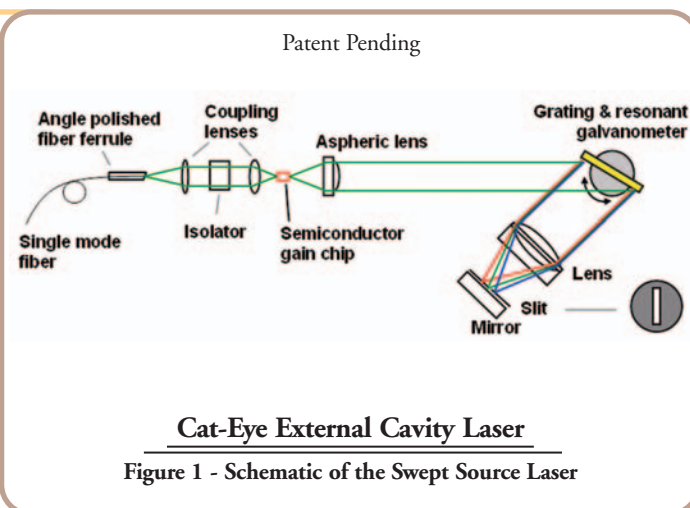 Patent Pending
Angle polished
fiber ferrule
Coupling
lenses
Aspheric lens
Grating & resonant
galvanometer
Single mode
fiber
Isolator
Semiconductor
gain chip
Lens
Slit
Mirror
Cat-Eye External Cavity Laser
Figure 1 - Schematic of the Swept Source Laser